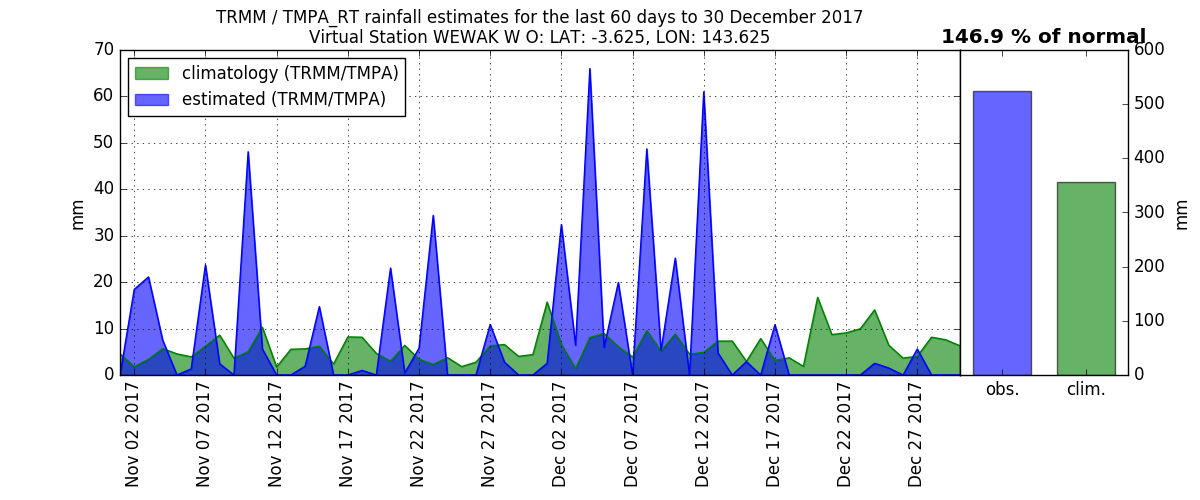 TRMM / TMPA_RT rainfall estimates for the last 60 days to 30 December 2017
Virtual Station WEWAK W O: LAT: -3.625, LON: 143.625
146.9 % of normal
climatology (TRMM/TMPA)
estimated (TRMM/TMPA)
70
60
50
40
30
20
10
0
mm
Nov 02 2017
Nov 07 2017
Nov 12 2017
Nov 17 2017
Nov 22 2017
Nov 27 2017
Dec 02 2017
Dec 07 2017
Dec 12 2017
Dec 17 2017
Dec 22 2017
Dec 27 2017
600
500
400
300
200
100
0
mm
obs.
clim.